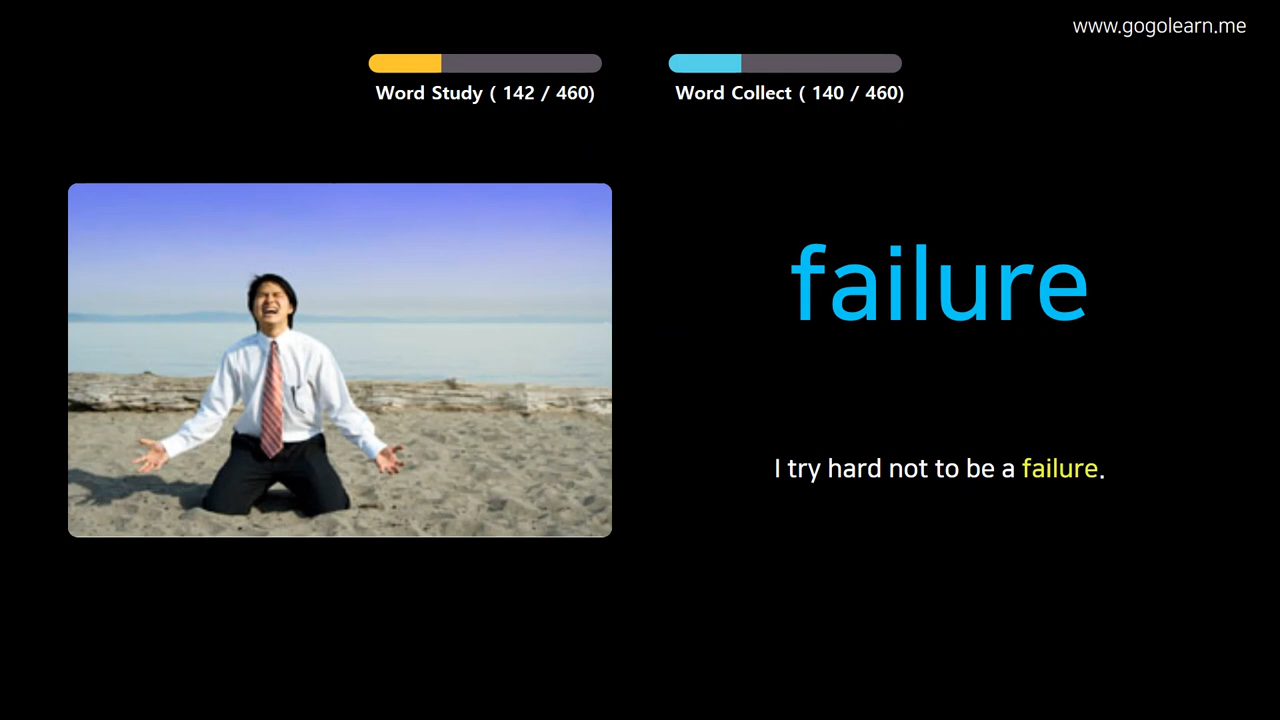 www.gogolearn.me
Word Study ( 142 / 460)
Word Collect ( 140 / 460)
failure
I try hard not to be a failure.